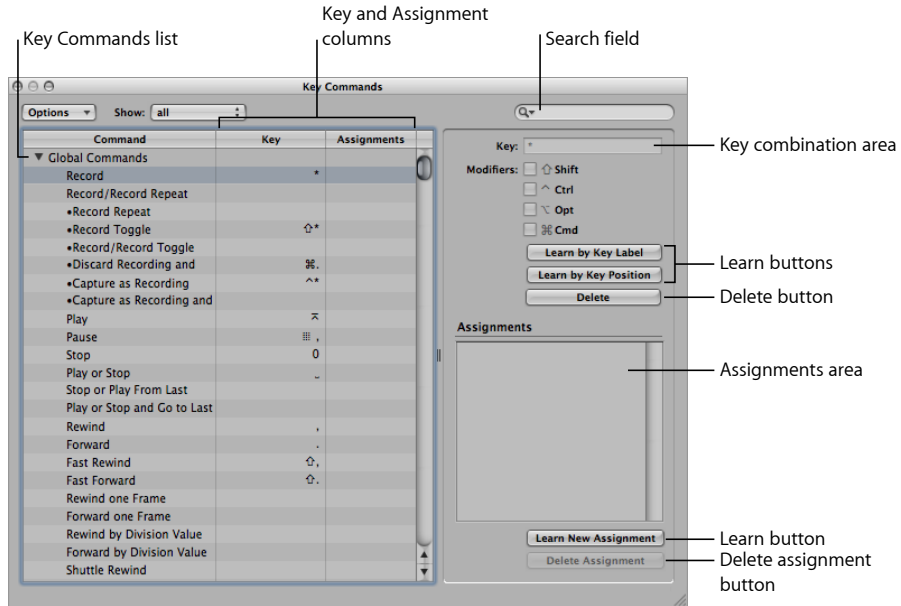 Key and Assignment
columns
Key Commands list
Search field
Key Commands
Options
Show: all
Command Key Assignments
Global Commands
Record *
Record/Record Repeat
•Record Repeat
•Record Toggle ⇧*
•Record/Record Toggle
•Discard Recording and ⌘.
•Capture as Recording ^*
•Capture as Recording and
Play ⌅
Pause ,
Stop 0
Play or Stop ⎵
Stop or Play From Last
Play or Stop and Go to Last
Rewind ,
Forward .
Fast Rewind ⇧,
Fast Forward ⇧.
Rewind one Frame
Forward one Frame
Rewind by Division Value
Forward by Division Value
Shuttle Rewind
Key: *
Key combination area
Modifiers: ⇧ Shift
^ Ctrl
⌥ Opt
⌘ Cmd
Learn by Key Label
Learn buttons
Learn by Key Position
Delete
Delete button
Assignments
Assignments area
Learn New Assignment
Learn button
Delete Assignment
Delete assignment
button